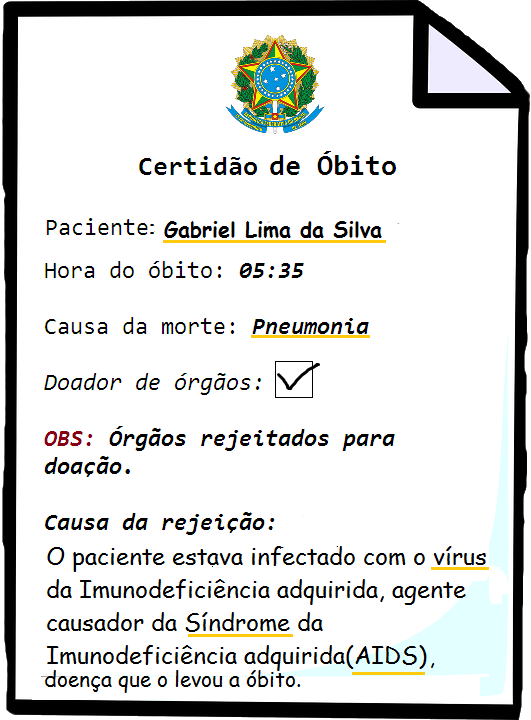 Certidão de Óbito
Paciente: Gabriel Lima da Silva
Hora do óbito: 05:35
Causa da morte: Pneumonia
Doador de órgãos:
OBS: Órgãos rejeitados para
doação.
Causa da rejeição:
O paciente estava infectado com o vírus
da Imunodeficiência adquirida, agente
causador da Síndrome da
Imunodeficiência adquirida(AIDS),
doença que o levou a óbito.